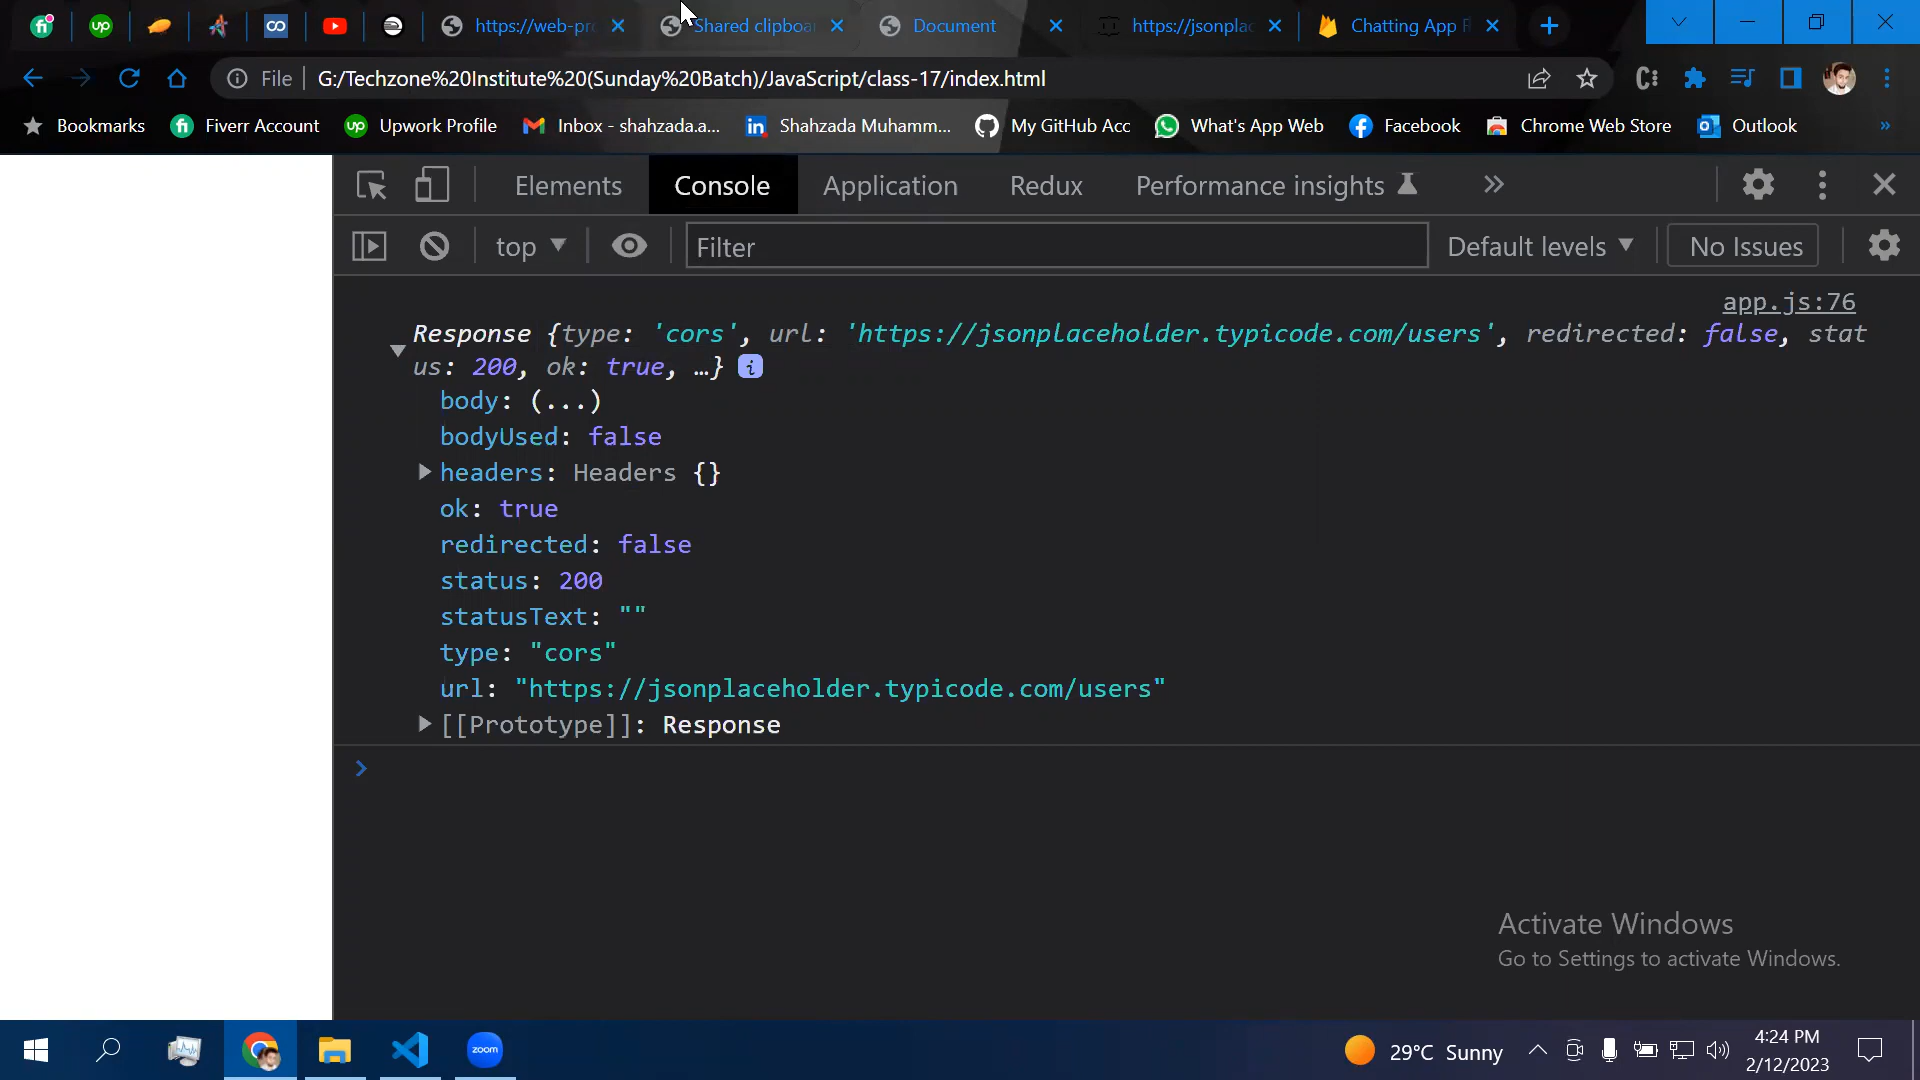 https://web-pro
Shared clipboar
Document
https://jsonplac
Chatting App R
File
G:/Techzone%20Institute%20(Sunday%20Batch)/JavaScript/class-17/index.html
Bookmarks
Fiverr Account
Upwork Profile
Inbox - shahzada.a...
Shahzada Muhamm...
My GitHub Acc
What's App Web
Facebook
Chrome Web Store
Outlook
»
Elements
Console
Application
Redux
Performance insights
top
Filter
Default levels
No Issues
app.js:76
Response {type: 'cors', url: 'https://jsonplaceholder.typicode.com/users', redirected: false, stat
us: 200, ok: true, …}
body: (...)
bodyUsed: false
headers: Headers {}
ok: true
redirected: false
status: 200
statusText: ""
type: "cors"
url: "https://jsonplaceholder.typicode.com/users"
[[Prototype]]: Response
Activate Windows
Go to Settings to activate Windows.
zoom
29°C Sunny
4:24 PM
2/12/2023